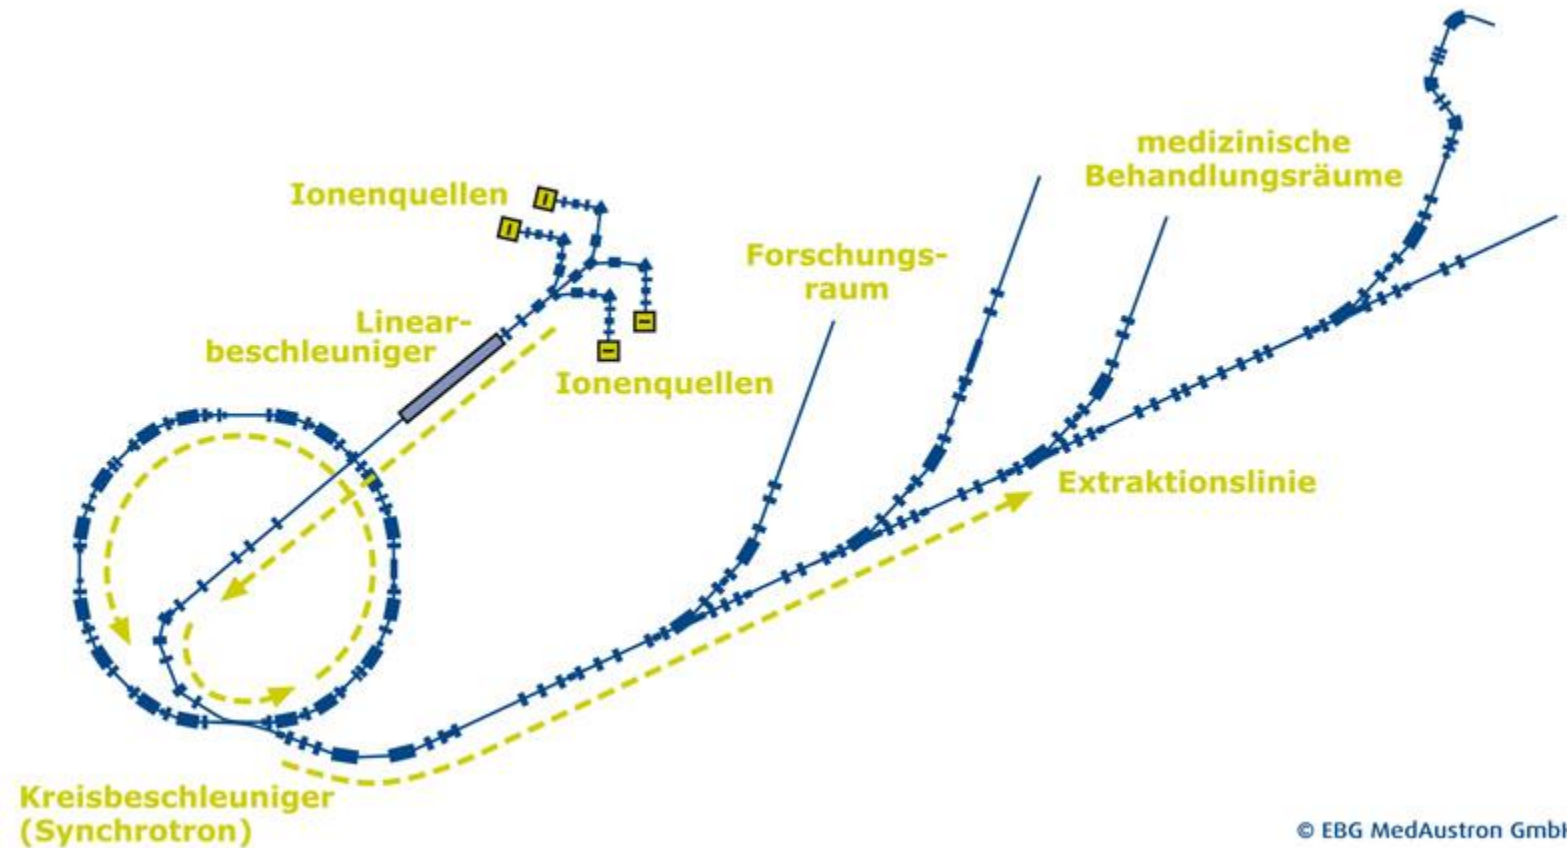 medizinische
Behandlungsräume
Ionenquellen
Forschungs-
raum
Linear-
beschleuniger
Ionenquellen
Extraktionslinie
Kreisbeschleuniger
(Synchrotron)
© EBG MedAustron GmbH